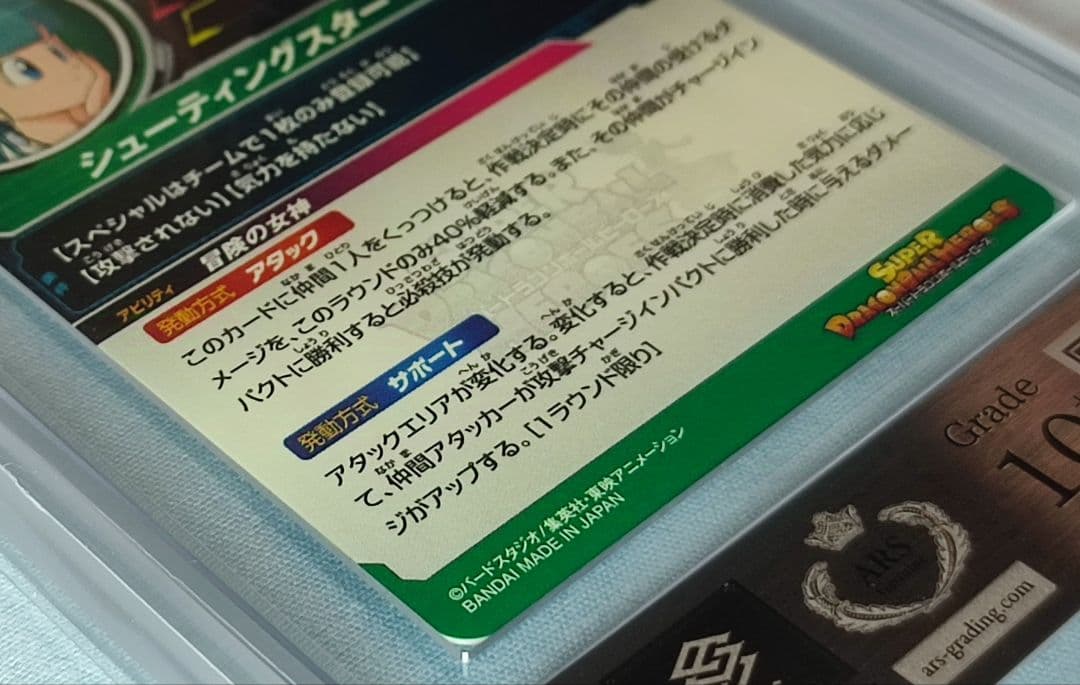 シューティングスター
[スペシャルはチームで1枚のみ登録可能]
[攻撃されない][気力を持たない]
アビリティ 冒険の女神
発動方式 アタック
このカードに仲間1人をくっつけると、作戦決定時にその仲間の受けるダ
メージを、このラウンドのみ40%軽減する。また、その仲間がチャージイン
パクトに勝利すると必殺技が発動する。
発動方式 サポート
アタックエリアが変化する。変化すると、作戦決定時に消費した気力に応じ
て、仲間アタッカーが攻撃チャージインパクトに勝利した時に与えるダメー
ジがアップする。[1ラウンド限り]
SUPER
DRAGONBALL HEROES
スーパードラゴンボールヒーローズ
©バードスタジオ/集英社・東映アニメーション
BANDAI MADE IN JAPAN
Grade
10+
ARS
ars-grading.com